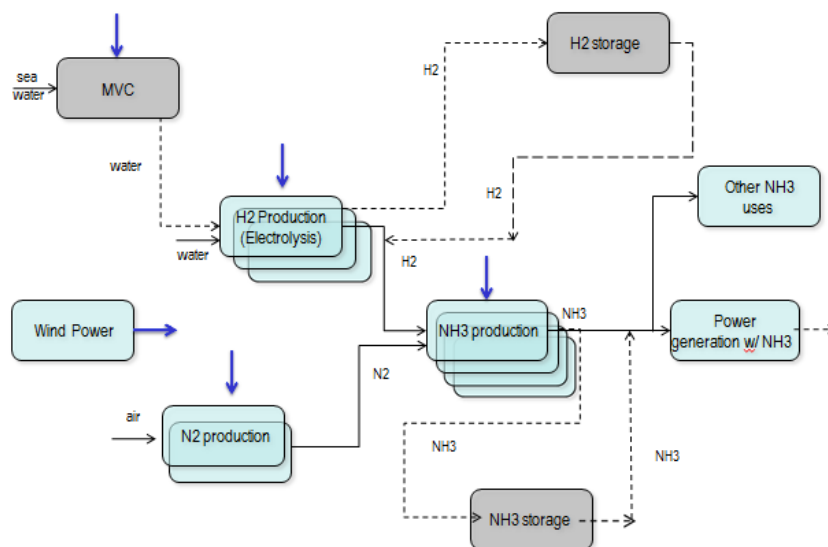 H2 storage
H2
sea
water
MVC
water
H2
Other NH3
uses
H2 Production
(Electrolysis)
water
H2
Wind Power
NH3 production
NH3
Power
generation w/ NH3
N2
air
N2 production
NH3
NH3
NH3 storage